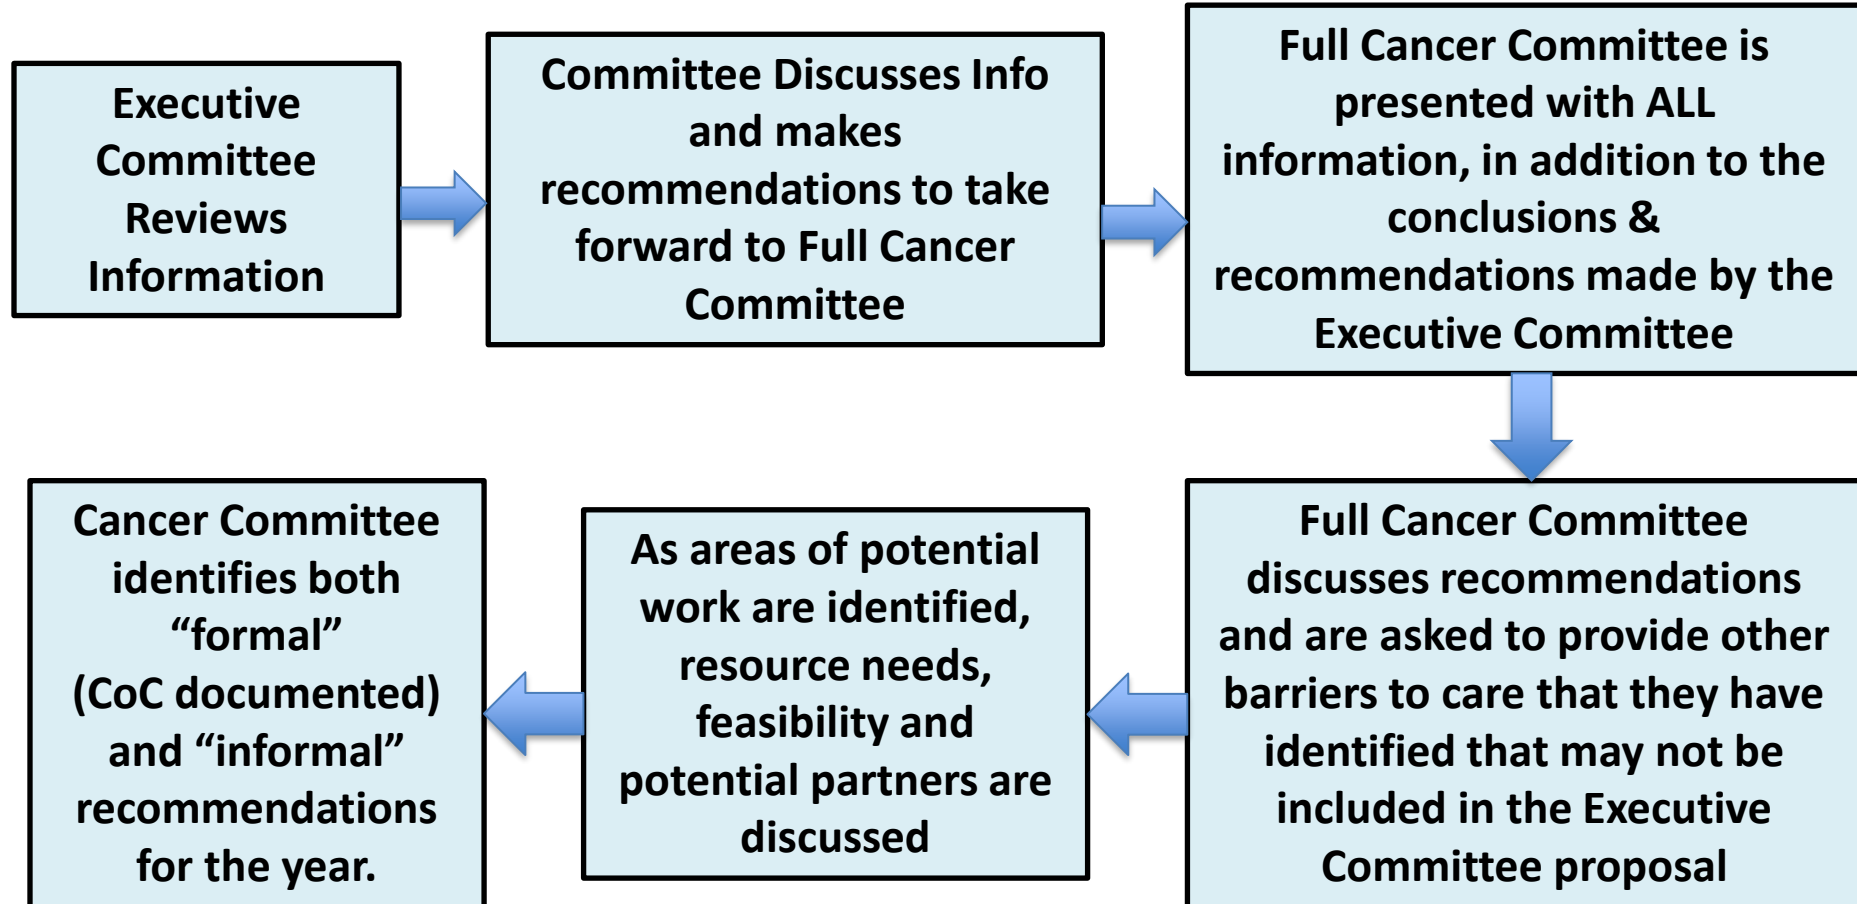 Executive
Committee
Reviews
Information
Committee Discusses Info
and makes
recommendations to take
forward to Full Cancer
Committee
Full Cancer Committee is
presented with ALL
information, in addition to the
conclusions &
recommendations made by the
Executive Committee
Full Cancer Committee
discusses recommendations
and are asked to provide other
barriers to care that they have
identified that may not be
included in the Executive
Committee proposal
As areas of potential
work are identified,
resource needs,
feasibility and
potential partners are
discussed
Cancer Committee
identifies both
“formal”
(CoC documented)
and “informal”
recommendations
for the year.